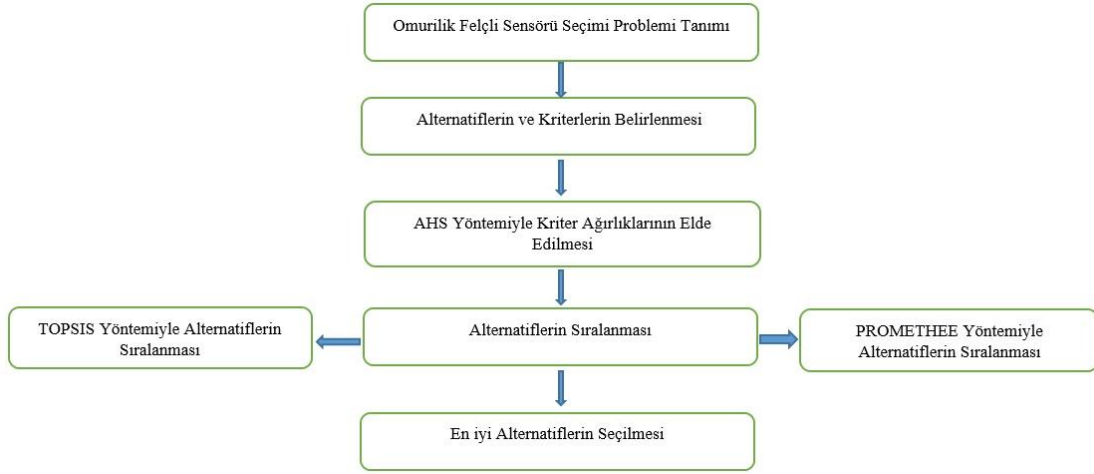 Omurilik Felçli Sensörü Seçimi Problemi Tanımı
Alternatiflerin ve Kriterlerin Belirlenmesi
AHS Yöntemiyle Kriter Ağırlıklarının Elde
Edilmesi
TOPSIS Yöntemiyle Alternatiflerin
Sıralanması
Alternatiflerin Sıralanması
PROMETHEE Yöntemiyle
Alternatiflerin Sıralanması
En iyi Alternatiflerin Seçilmesi